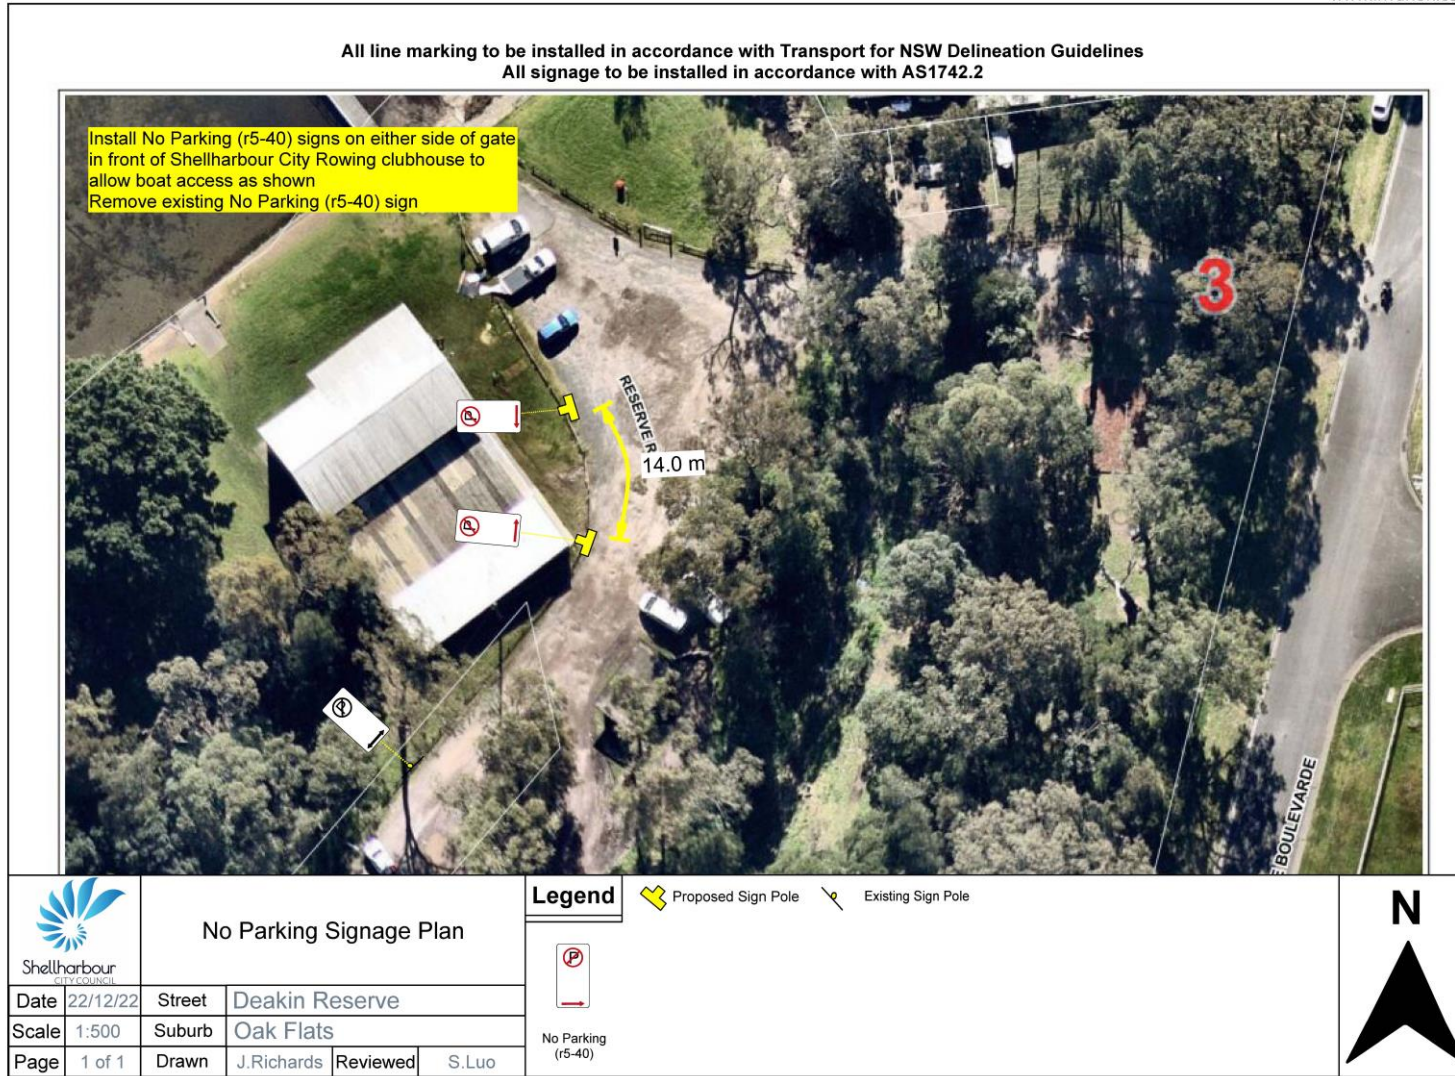 All line marking to be installed in accordance with Transport for NSW Delineation Guidelines
All signage to be installed in accordance with AS1742.2
Install No Parking (r5-40) signs on either side of gate
in front of Shellharbour City Rowing clubhouse to
allow boat access as shown
Remove existing No Parking (r5-40) sign
3
RESERVE R
14.0 m
BOULEVARDE
Shellharbour
CITY COUNCIL
No Parking Signage Plan
Date 22/12/22 Street Deakin Reserve
Scale 1:500 Suburb Oak Flats
Page 1 of 1 Drawn J.Richards Reviewed S.Luo
Legend
Proposed Sign Pole
Existing Sign Pole
P
No Parking
(r5-40)
N